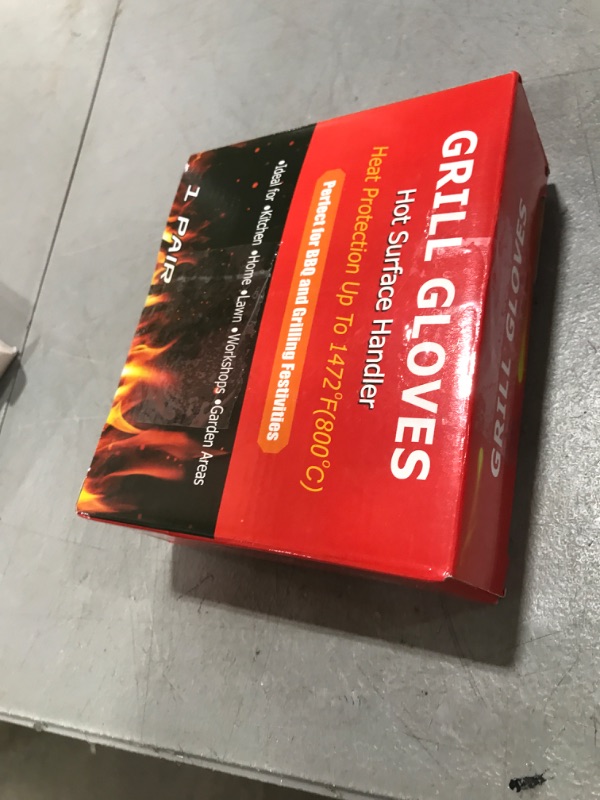 GRILL GLOVES
Hot Surface Handler
Heat Protection Up To 1472°F(800°C)
Perfect for BBQ and Grilling Festivities
•Ideal for •Kitchen •Home •Lawn •Workshops •Garden Areas
1 PAIR
GRILL GLOVES